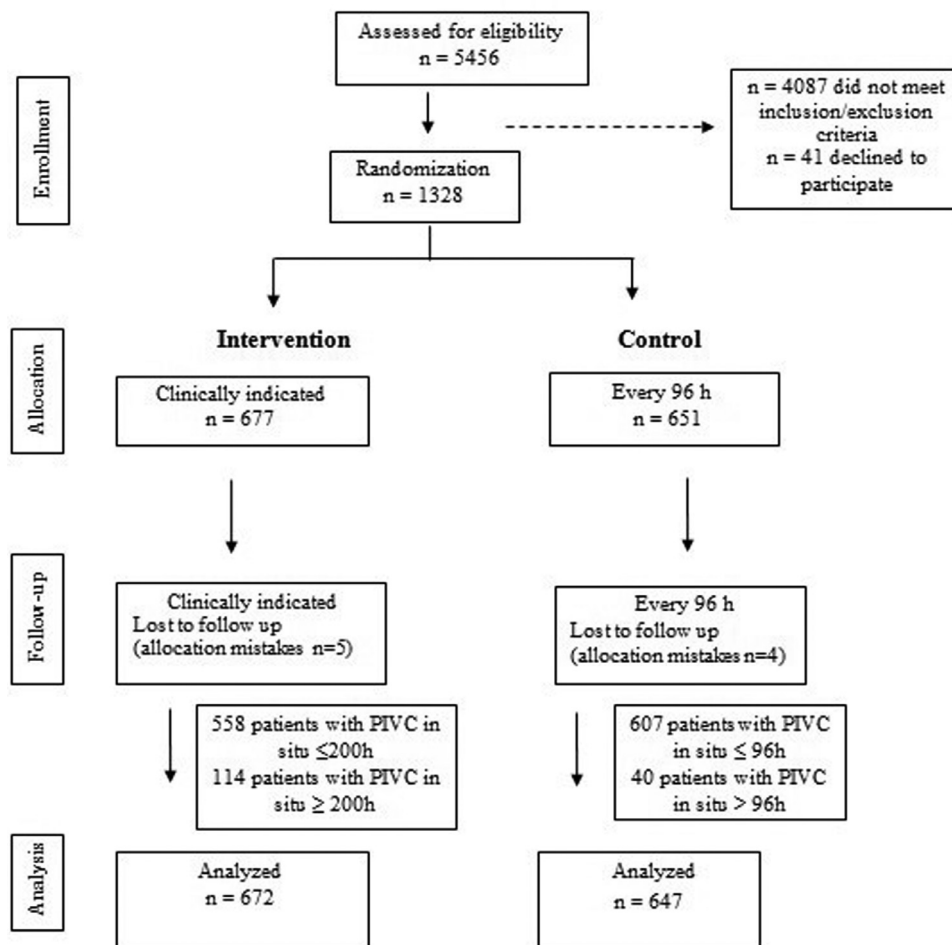 Assessed for eligibility
n = 5456
Enrollment
n = 4087 did not meet
inclusion/exclusion
criteria
n = 41 declined to
participate
Randomization
n = 1328
Intervention
Control
Allocation
Clinically indicated
n = 677
Every 96 h
n = 651
Follow-up
Clinically indicated
Lost to follow up
(allocation mistakes n=5)
Every 96 h
Lost to follow up
(allocation mistakes n=4)
558 patients with PIVC in
situ ≤200h
114 patients with PIVC in
situ ≥ 200h
607 patients with PIVC
in situ ≤ 96h
40 patients with PIVC
in situ > 96h
Analysis
Analyzed
n = 672
Analyzed
n = 647